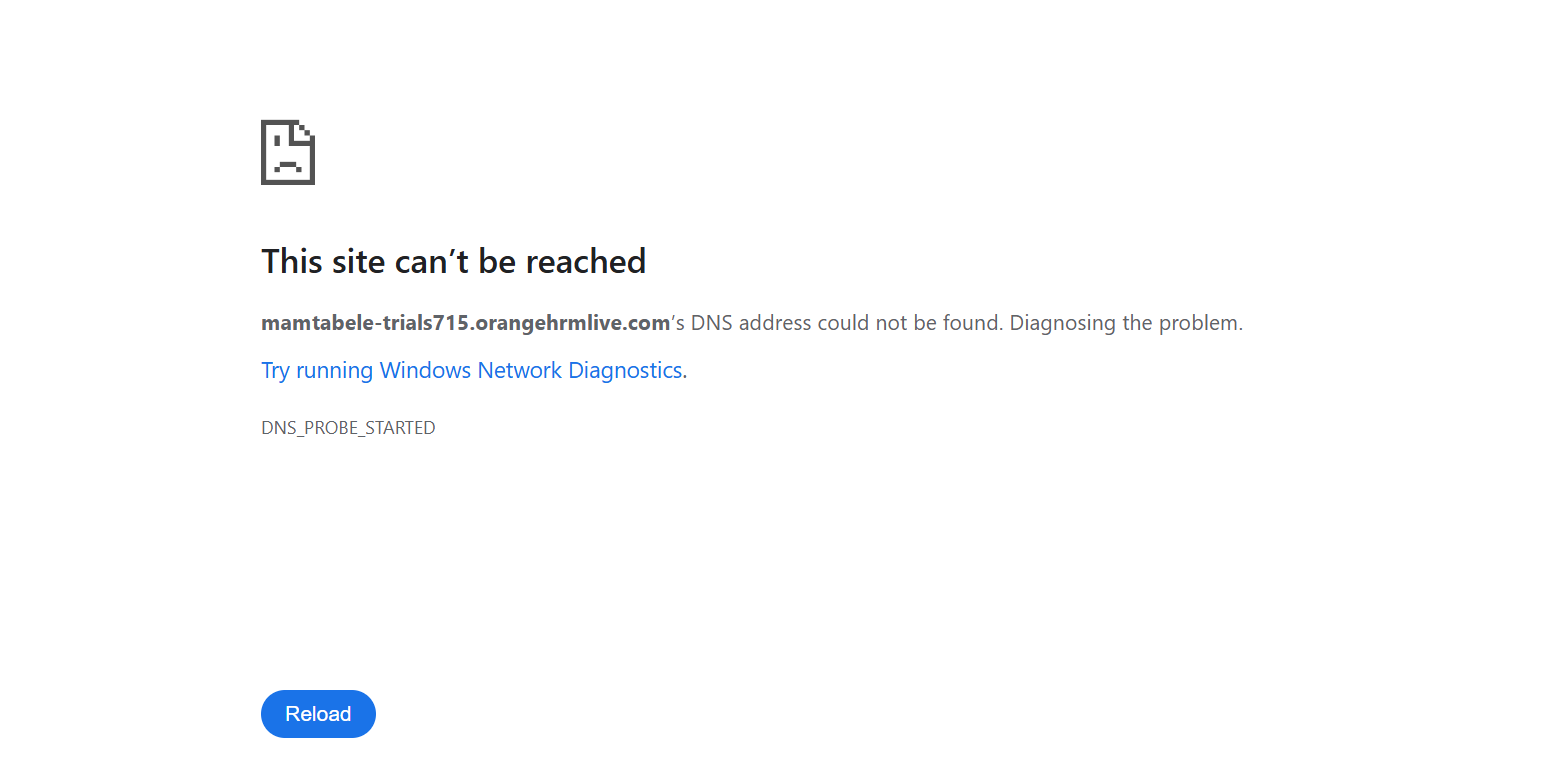 This site can’t be reached
mamtabele-trials715.orangehrmlive.com’s DNS address could not be found. Diagnosing the problem.
Try running Windows Network Diagnostics.
DNS_PROBE_STARTED
Reload